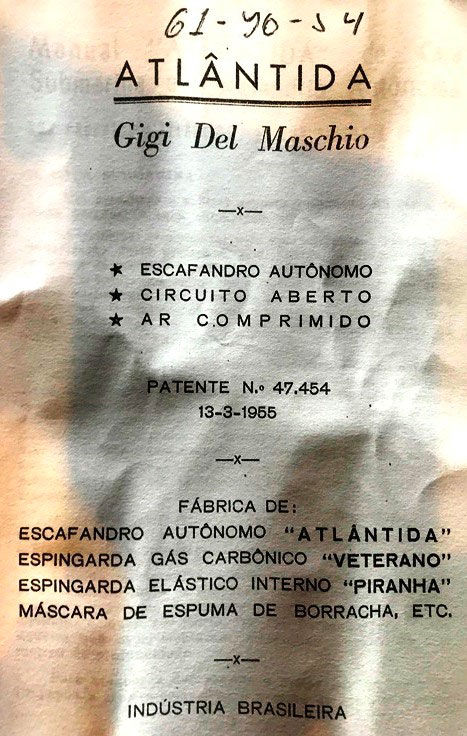 61-90-54
ATLÂNTIDA
Gigi Del Maschio
—x—
★ ESCAFANDRO AUTÔNOMO
★ CIRCUITO ABERTO
★ AR COMPRIMIDO
PATENTE N.º 47.454
13-3-1955
—x—
FÁBRICA DE:
ESCAFANDRO AUTÔNOMO "ATLÂNTIDA"
ESPINGARDA GÁS CARBÔNICO "VETERANO"
ESPINGARDA ELÁSTICO INTERNO "PIRANHA"
MÁSCARA DE ESPUMA DE BORRACHA, ETC.
—x—
INDÚSTRIA BRASILEIRA